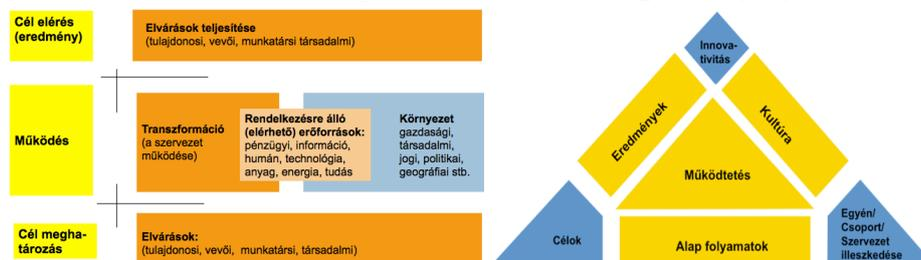 Cél elérés
(eredmény)
Elvárások teljesítése
(tulajdonosi, vevői, munkatársi társadalmi)
Működés
Transzformáció
(a szervezet
működése)
Rendelkezésre álló
(elérhető) erőforrások:
pénzügyi, információ,
humán, technológia,
anyag, energia, tudás
Környezet
gazdasági,
társadalmi,
jogi, politikai,
geográfiai stb.
Cél megha-
tározás
Elvárások:
(tulajdonosi, vevői, munkatársi, társadalmi)
Innova-
tivitás
Eredmények
Kultúra
Működtetés
Célok
Alap folyamatok
Egyén/
Csoport/
Szervezet
illeszkedése